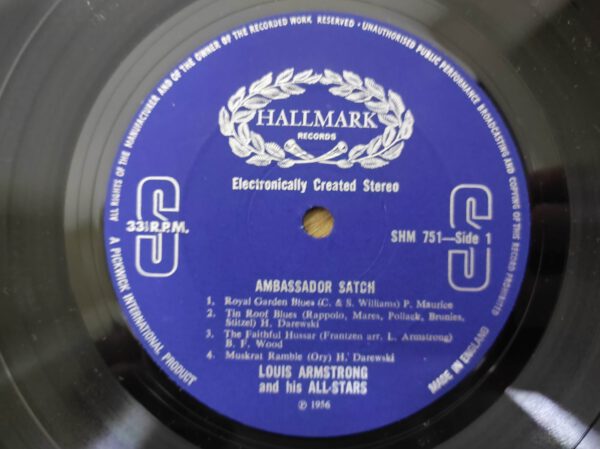 ALL RIGHTS OF THE MANUFACTURER AND OF THE OWNER OF THE RECORDED WORK RESERVED • UNAUTHORISED PUBLIC PERFORMANCE BROADCASTING AND COPYING OF THIS RECORD PROHIBITED
HALLMARK
RECORDS
Electronically Created Stereo
S
33⅓ R.P.M.
S
SHM 751—Side 1
AMBASSADOR SATCH
1. Royal Garden Blues (C. & S. Williams) P. Maurice
2. Tin Roof Blues (Rappolo, Mares, Pollack, Brunies,
Stitzel) H. Darewski
3. The Faithful Hussar (Frantzen arr. L. Armstrong)
B. F. Wood
4. Muskrat Ramble (Ory) H. Darewski
LOUIS ARMSTRONG
and his ALL-STARS
℗ 1956
A PICKWICK INTERNATIONAL PRODUCT
MADE IN ENGLAND